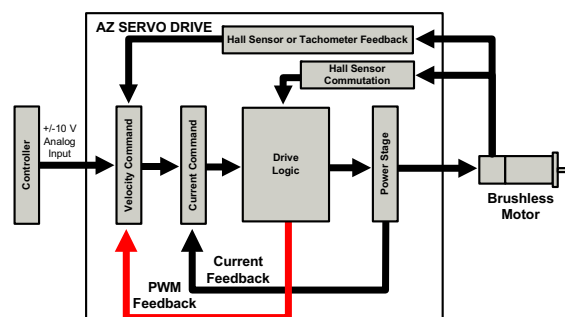 AZ SERVO DRIVE
Hall Sensor or Tachometer Feedback
Hall Sensor
Commutation
+/-10 V
Analog
Input
Controller
Velocity Command
Current Command
Drive
Logic
Power Stage
Brushless
Motor
Current
Feedback
PWM
Feedback